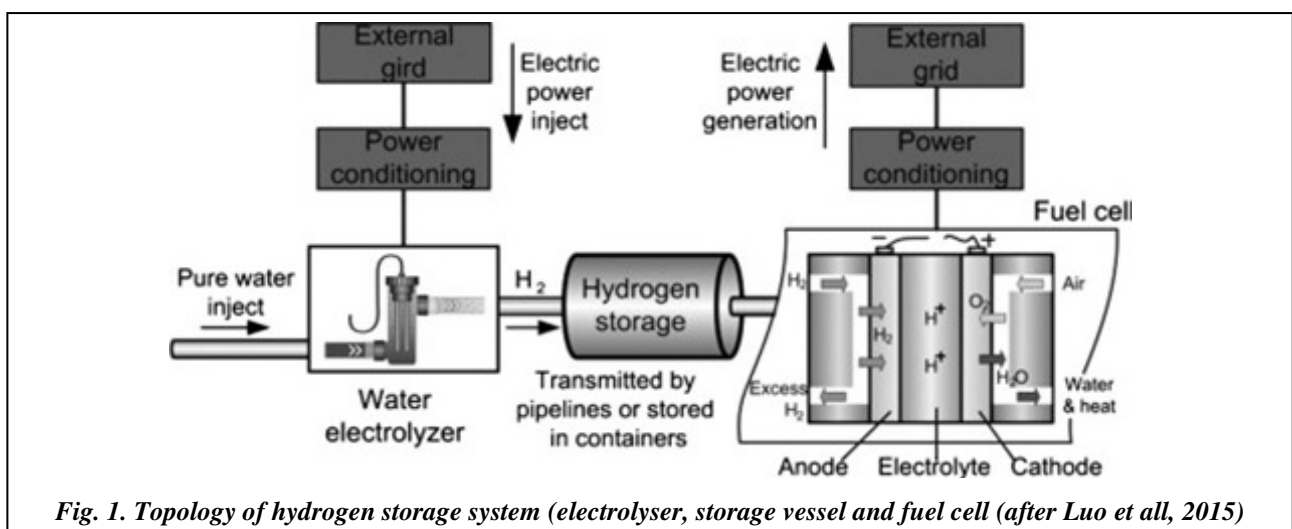 External
gird
Electric
power
inject
Electric
power
generation
External
grid
Power
conditioning
Power
conditioning
Fuel cell
Pure water
inject
H2
Hydrogen
storage
− +
H2
Air
H2
H+
O2
H+
H2O
Excess
H2
Water
& heat
Water
electrolyzer
Transmitted by
pipelines or stored
in containers
Anode Electrolyte Cathode
Fig. 1. Topology of hydrogen storage system (electrolyser, storage vessel and fuel cell (after Luo et all, 2015)